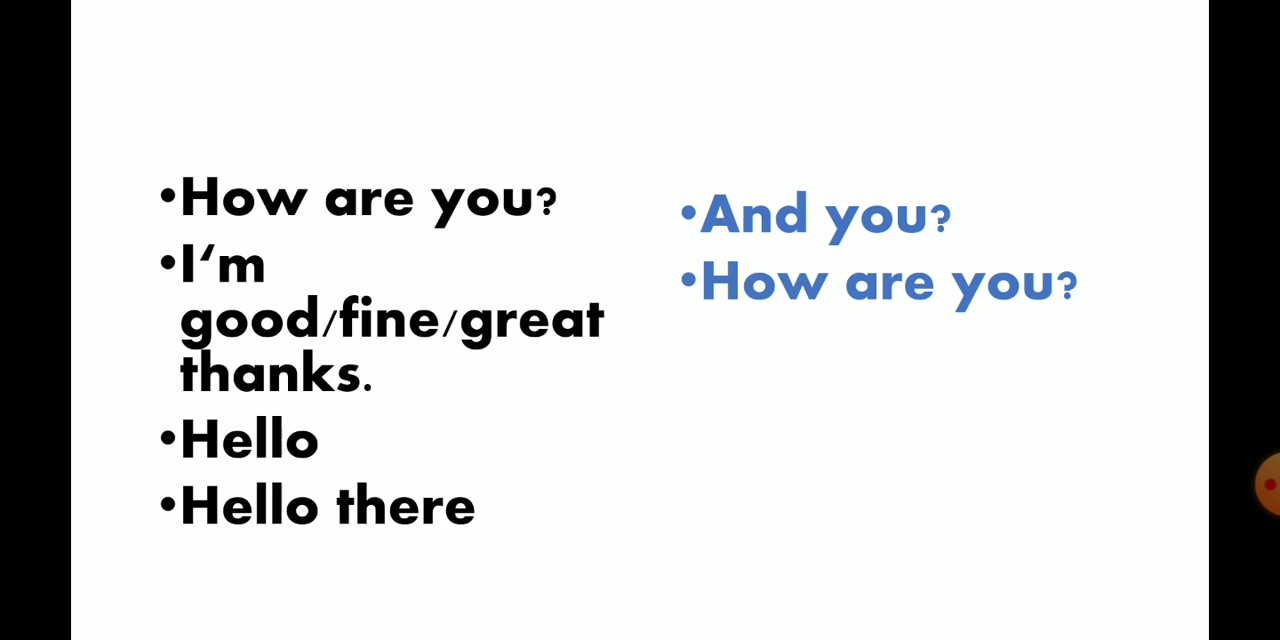 •How are you?
•I‘m
good/fine/great
thanks.
•Hello
•Hello there
•And you?
•How are you?